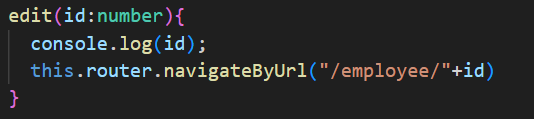 edit(id:number){
console.log(id);
this.router.navigateByUrl("/employee/"+id)
}